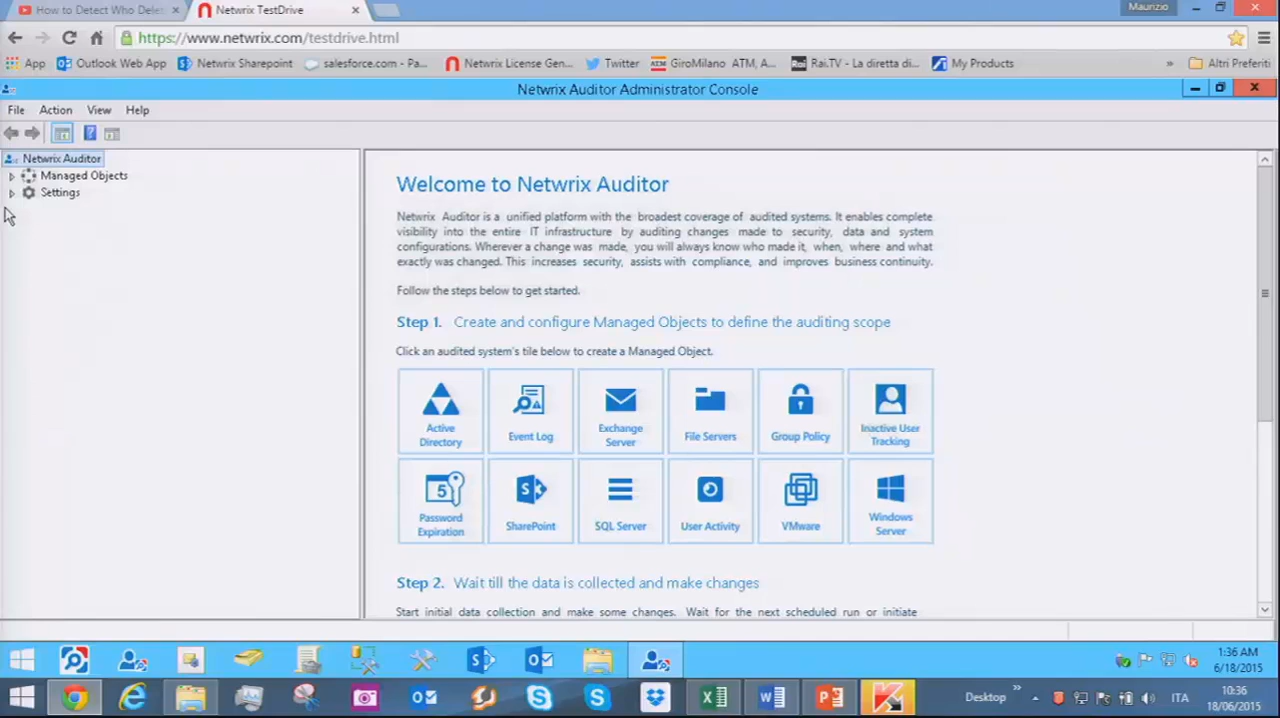 How to Detect Who Delet
Netwrix TestDrive
Maurizio
https://www.netwrix.com/testdrive.html
App
Outlook Web App
Netwrix Sharepoint
salesforce.com - Pa...
Netwrix License Gen...
Twitter
GiroMilano ATM, A...
Rai.TV - La diretta di...
My Products
»
Altri Preferiti
Netwrix Auditor Administrator Console
File Action View Help
Netwrix Auditor
Managed Objects
Settings
Welcome to Netwrix Auditor
Netwrix Auditor is a unified platform with the broadest coverage of audited systems. It enables complete
visibility into the entire IT infrastructure by auditing changes made to security, data and system
configurations. Wherever a change was made, you will always know who made it, when, where and what
exactly was changed. This increases security, assists with compliance, and improves business continuity.
Follow the steps below to get started.
Step 1. Create and configure Managed Objects to define the auditing scope
Click an audited system's tile below to create a Managed Object.
Active
Directory
Event Log
Exchange
Server
File Servers
Group Policy
Inactive User
Tracking
5
Password
Expiration
SharePoint
SQL Server
User Activity
VMware
Windows
Server
Step 2. Wait till the data is collected and make changes
Start initial data collection and make some changes. Wait for the next scheduled run or initiate
1:36 AM
6/18/2015
Desktop
»
ITA
10:36
18/06/2015